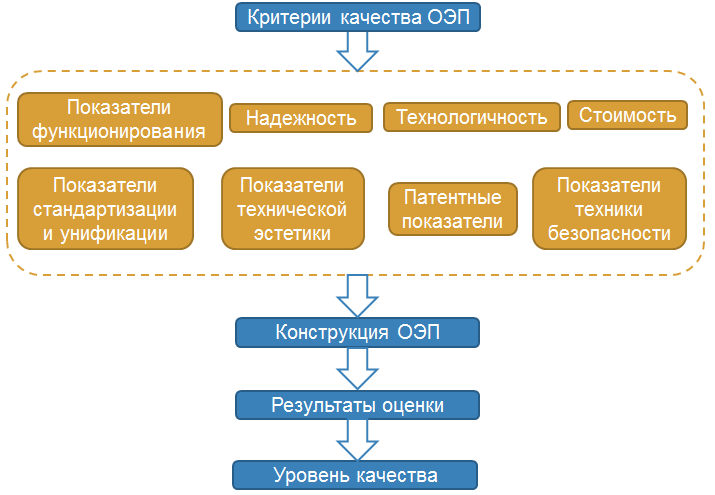 Критерии качества ОЭП
Показатели
функционирования
Надежность
Технологичность
Стоимость
Показатели
стандартизации
и унификации
Показатели
технической
эстетики
Патентные
показатели
Показатели
техники
безопасности
Конструкция ОЭП
Результаты оценки
Уровень качества